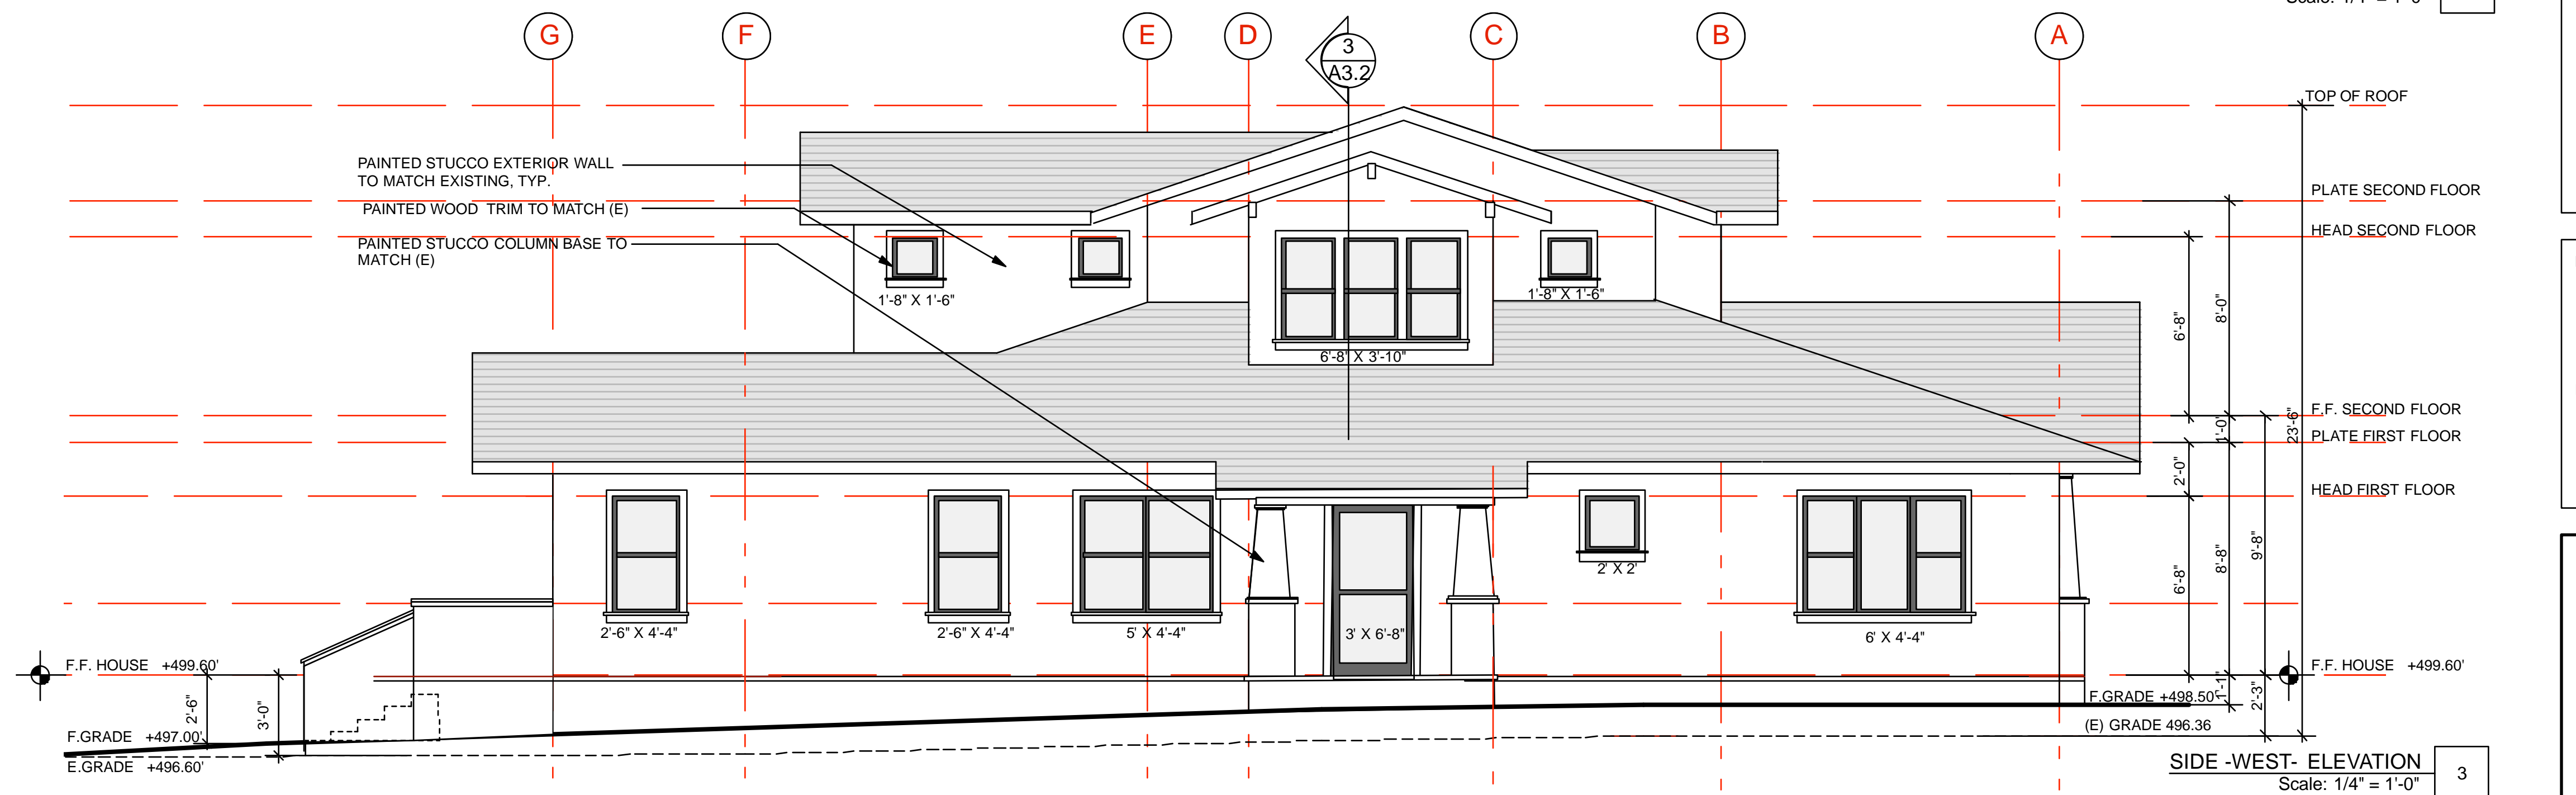 Scale: 1/4" = 1'-0"
G
F
E
D
3
A3.2
C
B
A
TOP OF ROOF
PAINTED STUCCO EXTERIOR WALL
TO MATCH EXISTING, TYP.
PLATE SECOND FLOOR
PAINTED WOOD TRIM TO MATCH (E)
HEAD SECOND FLOOR
PAINTED STUCCO COLUMN BASE TO
MATCH (E)
1'-8" X 1'-6"
1'-8" X 1'-6"
6'-8" X 3'-10"
6'-8"
8'-0"
F.F. SECOND FLOOR
1'-0"
23'-6"
PLATE FIRST FLOOR
2'-0"
HEAD FIRST FLOOR
9'-8"
8'-8"
6'-8"
2' X 2'
2'-6" X 4'-4"
2'-6" X 4'-4"
5' X 4'-4"
3' X 6'-8"
6' X 4'-4"
F.F. HOUSE +499.60'
F.F. HOUSE +499.60'
2'-6"
3'-0"
1'-1"
2'-3"
F.GRADE +498.50'
F.GRADE +497.00'
(E) GRADE 496.36
E.GRADE +496.60'
SIDE -WEST- ELEVATION
3
Scale: 1/4" = 1'-0"